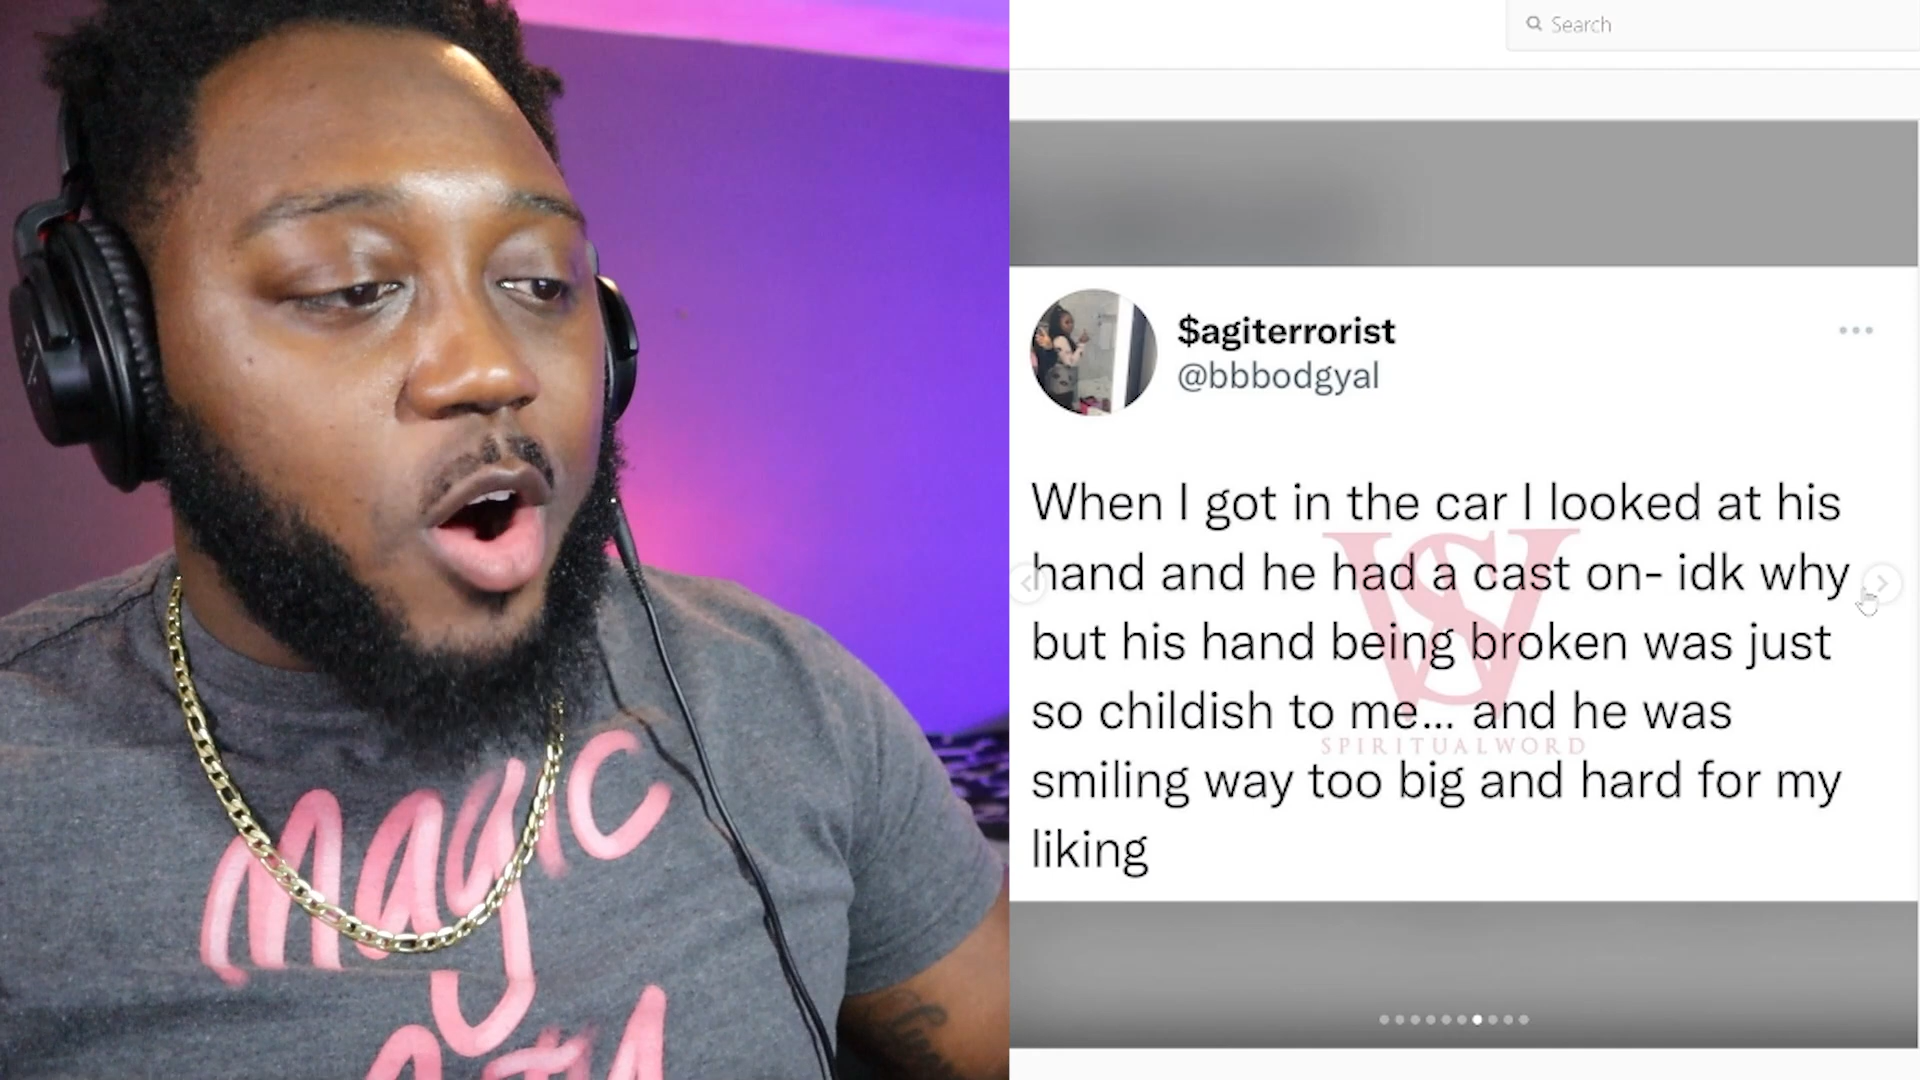 Search
$agiterrorist
@bbbodgyal
When I got in the car I looked at his
hand and he had a cast on- idk why
but his hand being broken was just
so childish to me... and he was
smiling way too big and hard for my
liking
SW
SPIRITUALWORD
Magic